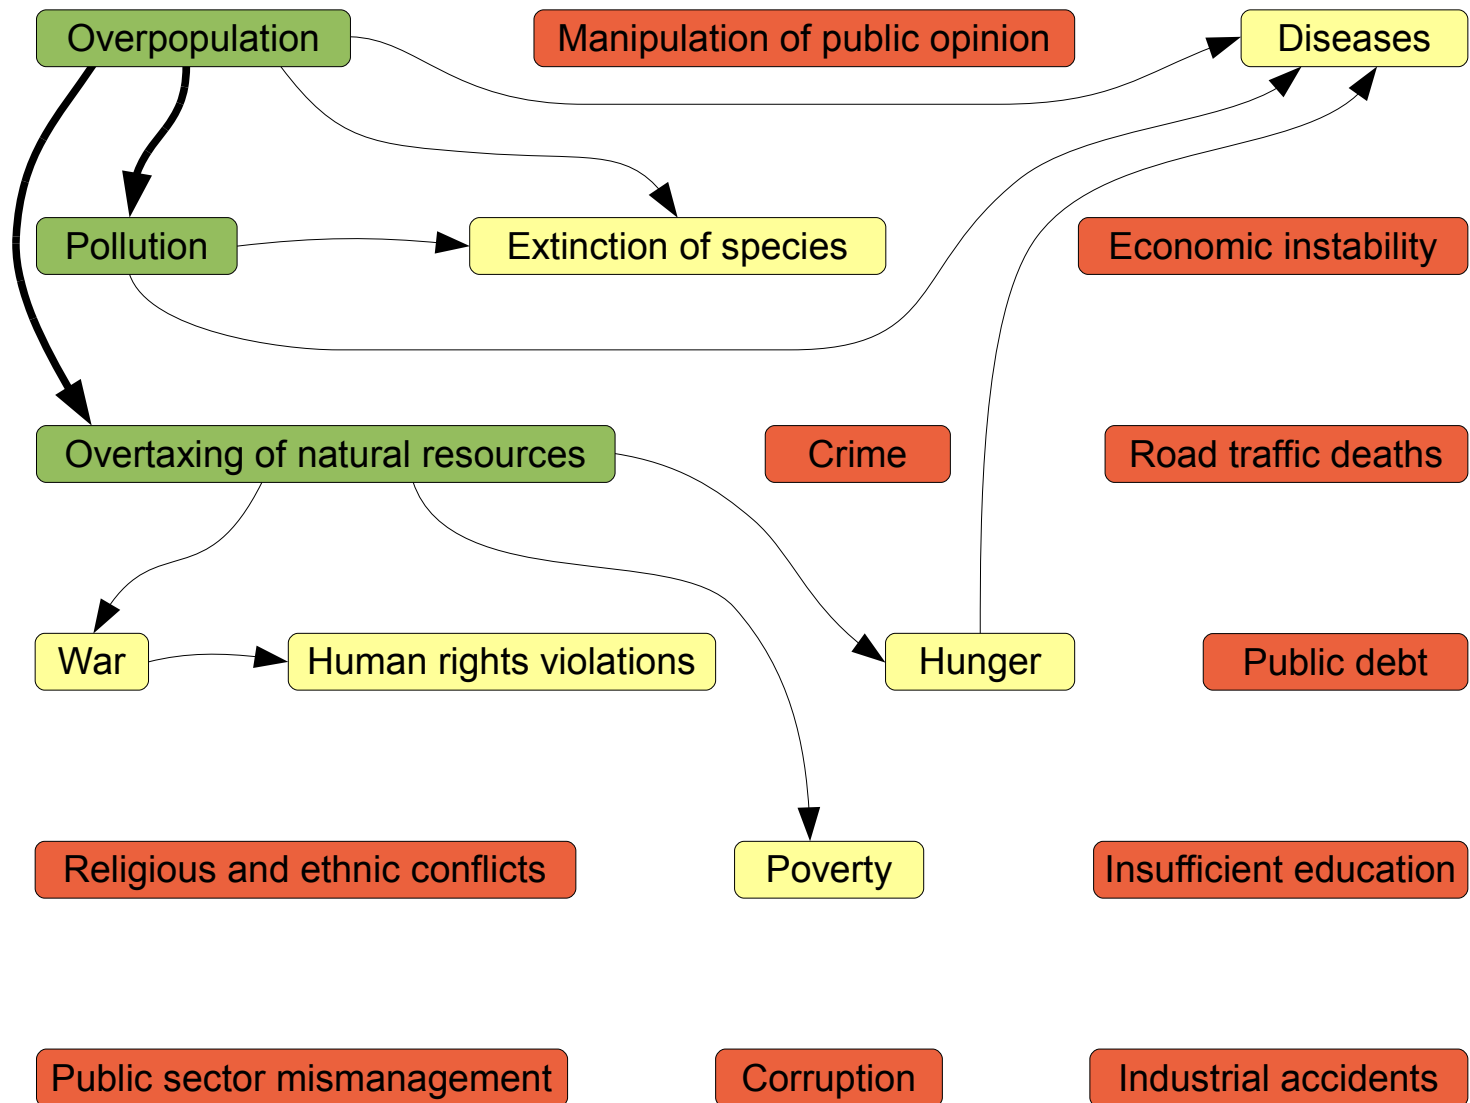 Overpopulation
Manipulation of public opinion
Diseases
Pollution
Extinction of species
Economic instability
Overtaxing of natural resources
Crime
Road traffic deaths
War
Human rights violations
Hunger
Public debt
Religious and ethnic conflicts
Poverty
Insufficient education
Public sector mismanagement
Corruption
Industrial accidents